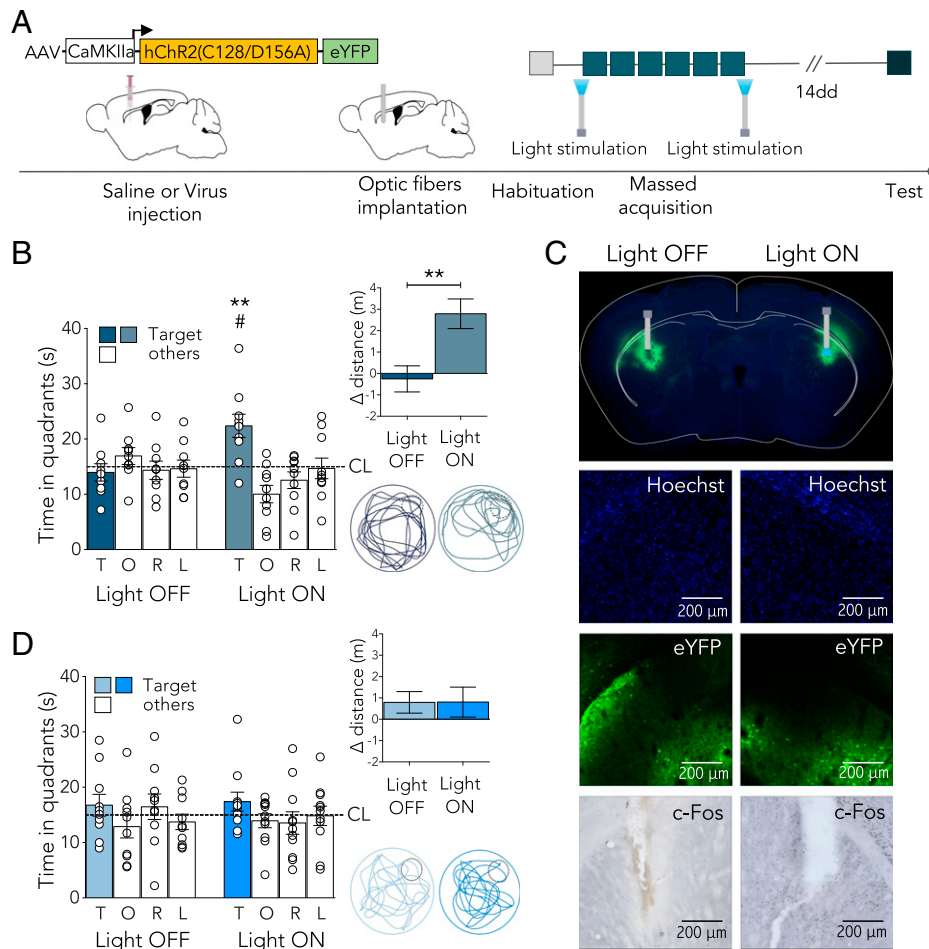 A
AAV CaMKIIa hChR2(C128/D156A) eYFP
14dd
Light stimulation Light stimulation
Saline or Virus
injection
Optic fibers
implantation
Habituation
Massed
acquisition
Test
B
Time in quadrants (s)
40
30
20
10
0
Target
others
**
#
CL
T O R L T O R L
Light OFF Light ON
**
Δ distance (m)
4
3
2
1
0
-1
-2
Light
OFF
Light
ON
C
Light OFF Light ON
Hoechst Hoechst
200 µm 200 µm
eYFP eYFP
200 µm 200 µm
c-Fos c-Fos
200 µm 200 µm
D
Time in quadrants (s)
40
30
20
10
0
Target
others
CL
T O R L T O R L
Light OFF Light ON
Δ distance (m)
4
3
2
1
0
-1
-2
Light
OFF
Light
ON